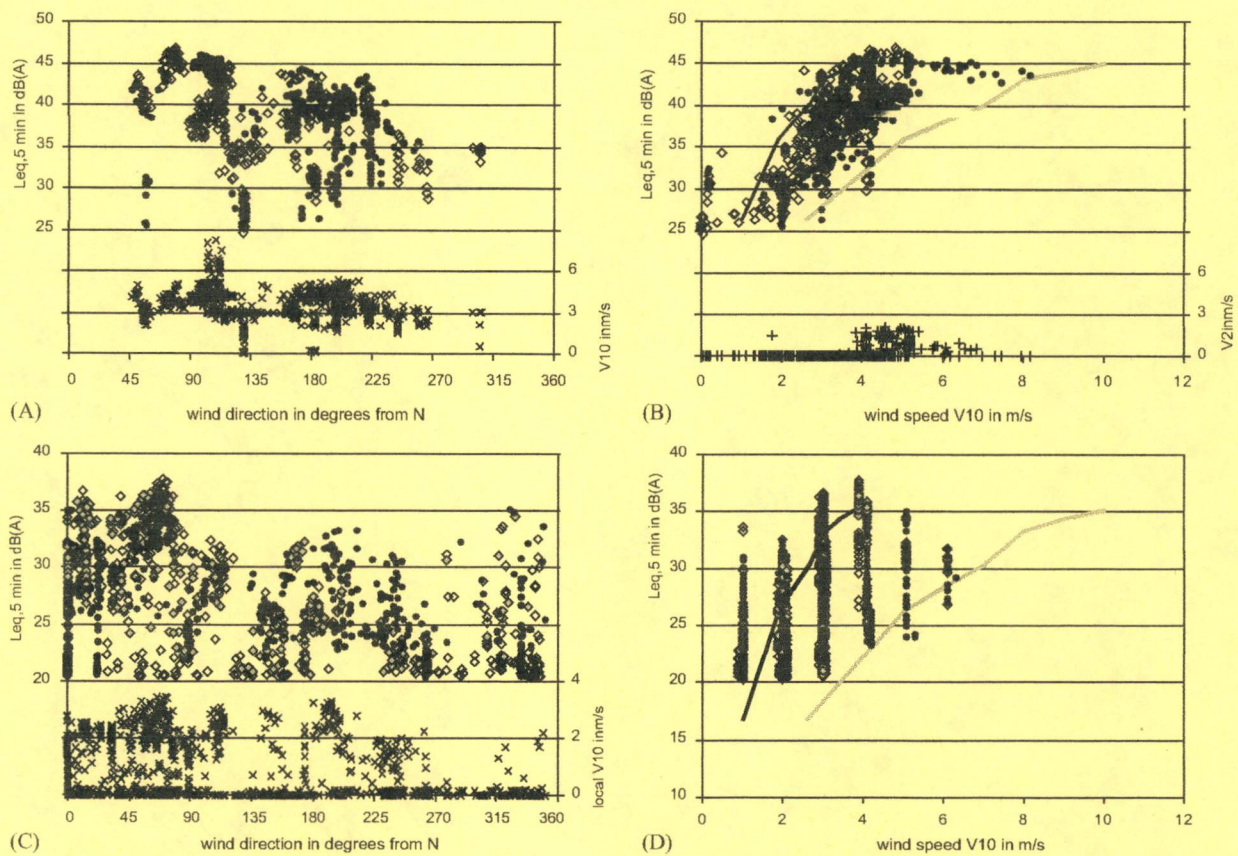 50
45
40
35
30
25
Leq,5 min in dB(A)
6
3
0
V10 inm/s
0 45 90 135 180 225 270 315 360
wind direction in degrees from N
(A)
50
45
40
35
30
25
Leq,5 min in dB(A)
6
3
0
V2inm/s
0 2 4 6 8 10 12
wind speed V10 in m/s
(B)
40
35
30
25
20
Leq,5 min in dB(A)
4
2
0
local V10 inm/s
0 45 90 135 180 225 270 315 360
wind direction in degrees from N
(C)
40
35
30
25
20
15
10
Leq,5 min in dB(A)
0 2 4 6 8 10 12
wind speed V10 in m/s
(D)